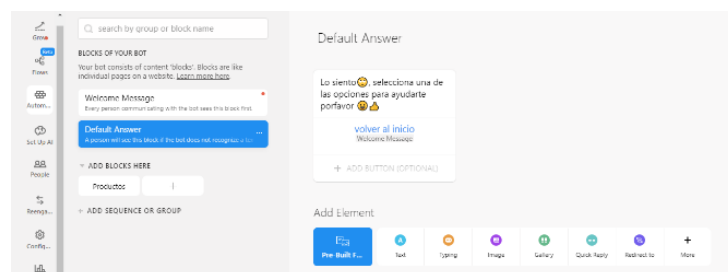 Grow
Beta
Flows
Autom...
Set Up AI
People
Reenga...
Config...
search by group or block name
BLOCKS OF YOUR BOT
Your bot consists of content 'blocks'. Blocks are like
individual pages on a website. Learn more here.
Welcome Message
Every person communicating with the bot sees this block first.
Default Answer
A person will see this block if the bot does not recognize a
...
ADD BLOCKS HERE
Productos
+ ADD SEQUENCE OR GROUP
Default Answer
Lo siento😥, selecciona una de
las opciones para ayudarte
porfavor😀👍
volver al inicio
Welcome Message
+ ADD BUTTON (OPTIONAL)
Add Element
Pre-Built F...
Text
Typing
Image
Gallery
Quick Reply
Redirect to
+
More